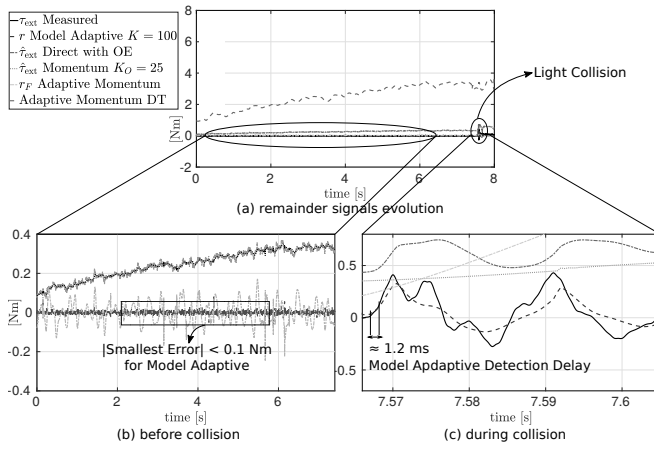 τext Measured
r Model Adaptive K = 100
τ̂ext Direct with OE
τ̂ext Momentum KO = 25
rF Adaptive Momentum
Adaptive Momentum DT
8
6
4
2
0
-2
[Nm]
0 2 4 6 8
time [s]
Light Collision
(a) remainder signals evolution
0.4
0.2
0
-0.2
-0.4
[Nm]
|Smallest Error| < 0.1 Nm
for Model Adaptive
0 2 4 6
time [s]
(b) before collision
0.5
0
-0.5
≈ 1.2 ms
Model Apdaptive Detection Delay
7.57 7.58 7.59 7.6
time [s]
(c) during collision